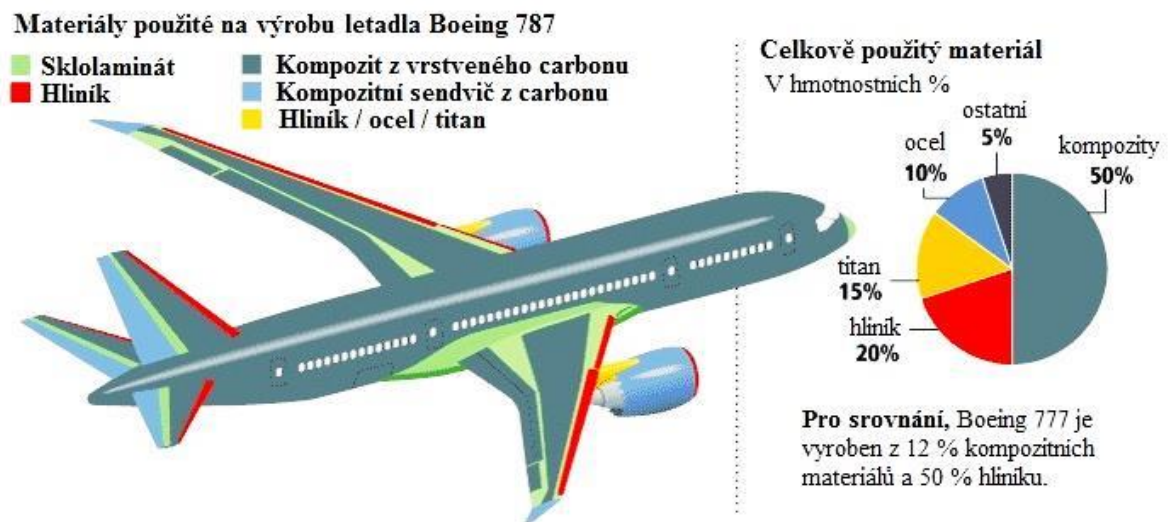 Materiály použité na výrobu letadla Boeing 787
Sklolaminát
Hliník
Kompozit z vrstveného carbonu
Kompozitní sendvič z carbonu
Hliník / ocel / titan
Celkově použitý materiál
V hmotnostních %
ostatní
5%
ocel
10%
kompozity
50%
titan
15%
hliník
20%
Pro srovnání, Boeing 777 je
vyroben z 12 % kompozitních
materiálů a 50 % hliníku.